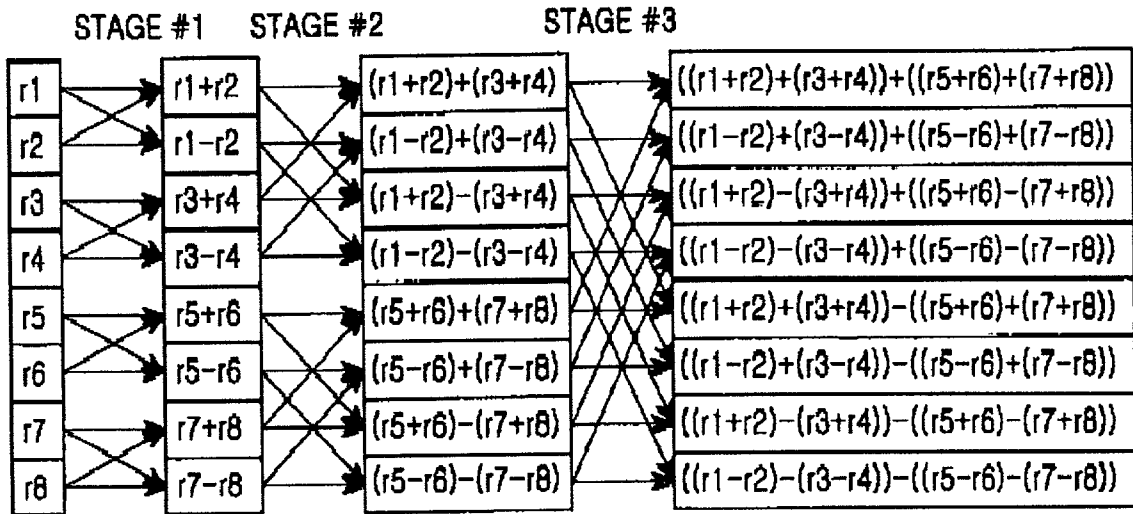 STAGE #1 STAGE #2 STAGE #3
r1 r1+r2 (r1+r2)+(r3+r4) ((r1+r2)+(r3+r4))+((r5+r6)+(r7+r8))
r2 r1−r2 (r1−r2)+(r3−r4) ((r1−r2)+(r3−r4))+((r5−r6)+(r7−r8))
r3 r3+r4 (r1+r2)−(r3+r4) ((r1+r2)−(r3+r4))+((r5+r6)−(r7+r8))
r4 r3−r4 (r1−r2)−(r3−r4) ((r1−r2)−(r3−r4))+((r5−r6)−(r7−r8))
r5 r5+r6 (r5+r6)+(r7+r8) ((r1+r2)+(r3+r4))−((r5+r6)+(r7+r8))
r6 r5−r6 (r5−r6)+(r7−r8) ((r1−r2)+(r3−r4))−((r5−r6)+(r7−r8))
r7 r7+r8 (r5+r6)−(r7+r8) ((r1+r2)−(r3+r4))−((r5+r6)−(r7+r8))
r8 r7−r8 (r5−r6)−(r7−r8) ((r1−r2)−(r3−r4))−((r5−r6)−(r7−r8))